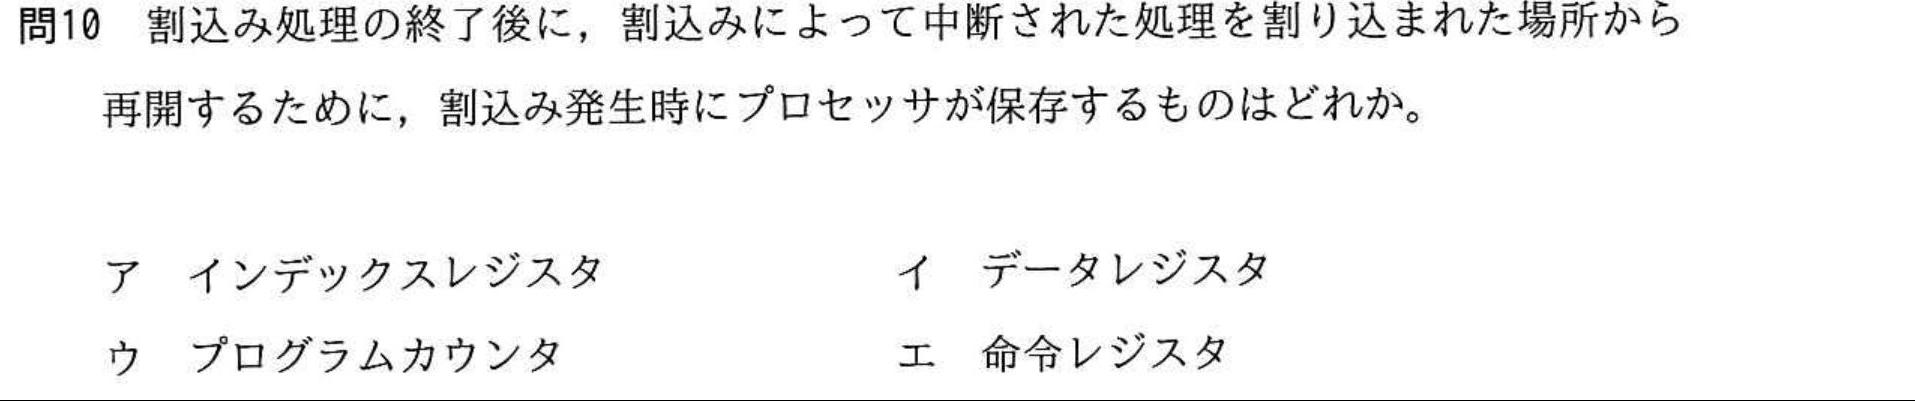 問10　割込み処理の終了後に，割込みによって中断された処理を割り込まれた場所から
再開するために，割込み発生時にプロセッサが保存するものはどれか。
ア　インデックスレジスタ　イ　データレジスタ
ウ　プログラムカウンタ　エ　命令レジスタ